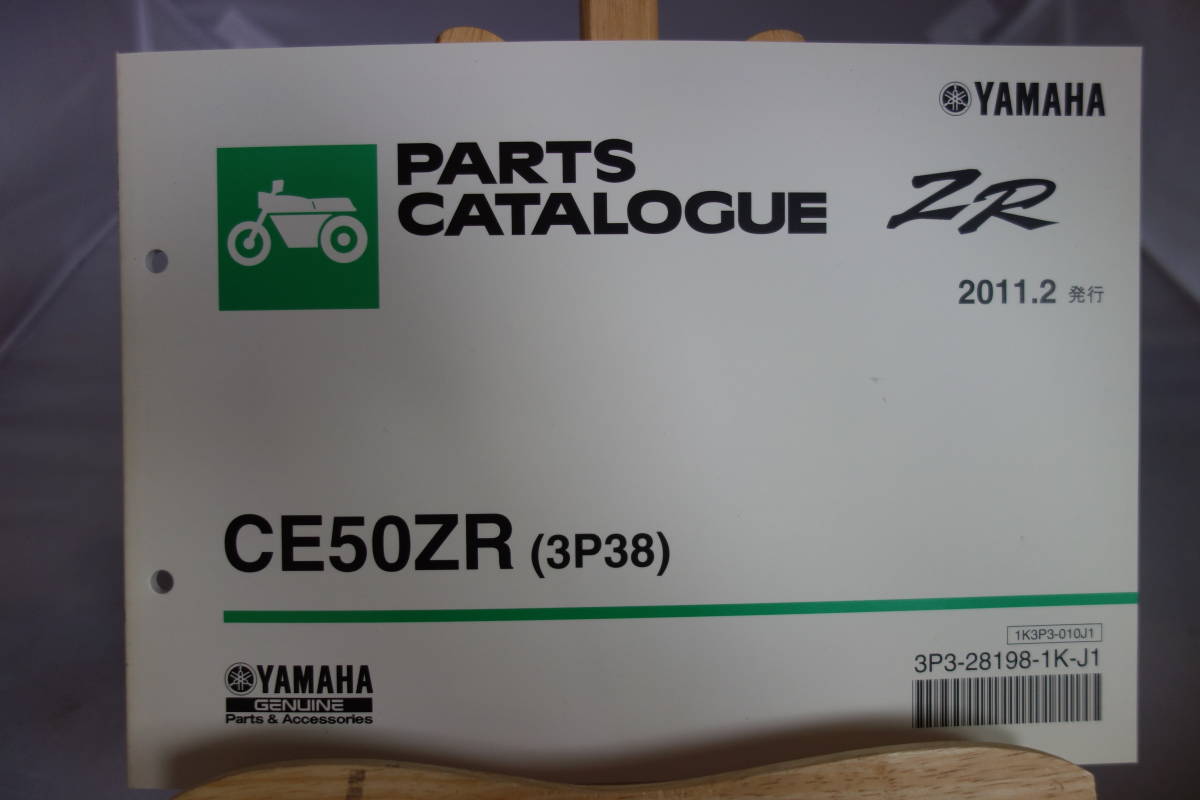 YAMAHA
PARTS
CATALOGUE
ZR
2011.2 発行
CE50ZR (3P38)
1K3P3-010J1
3P3-28198-1K-J1
YAMAHA
GENUINE
Parts & Accessories